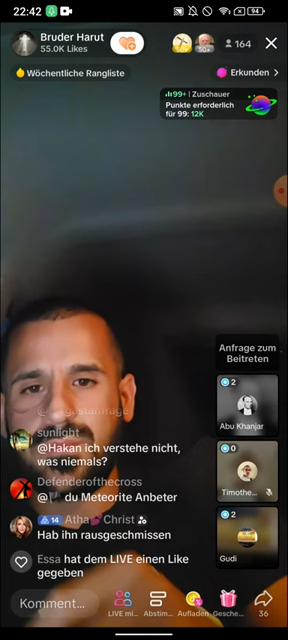 22:42
94
Bruder Harut
55.0K Likes
50+
164
Wöchentliche Rangliste
Erkunden >
99+ | Zuschauer
Punkte erforderlich
für 99: 12K
Anfrage zum
Beitreten
2
Abu Khanjar
0
Timothe...
2
Gudi
sunlight
@Hakan ich verstehe nicht,
was niemals?
Defenderofthecross
@🏴 du Meteorite Anbeter
14 Atha Christ
Hab ihn rausgeschmissen
Essa hat dem LIVE einen Like
gegeben
Komment...
LIVE mi...
Abstim...
Aufladen
Gesche...
36